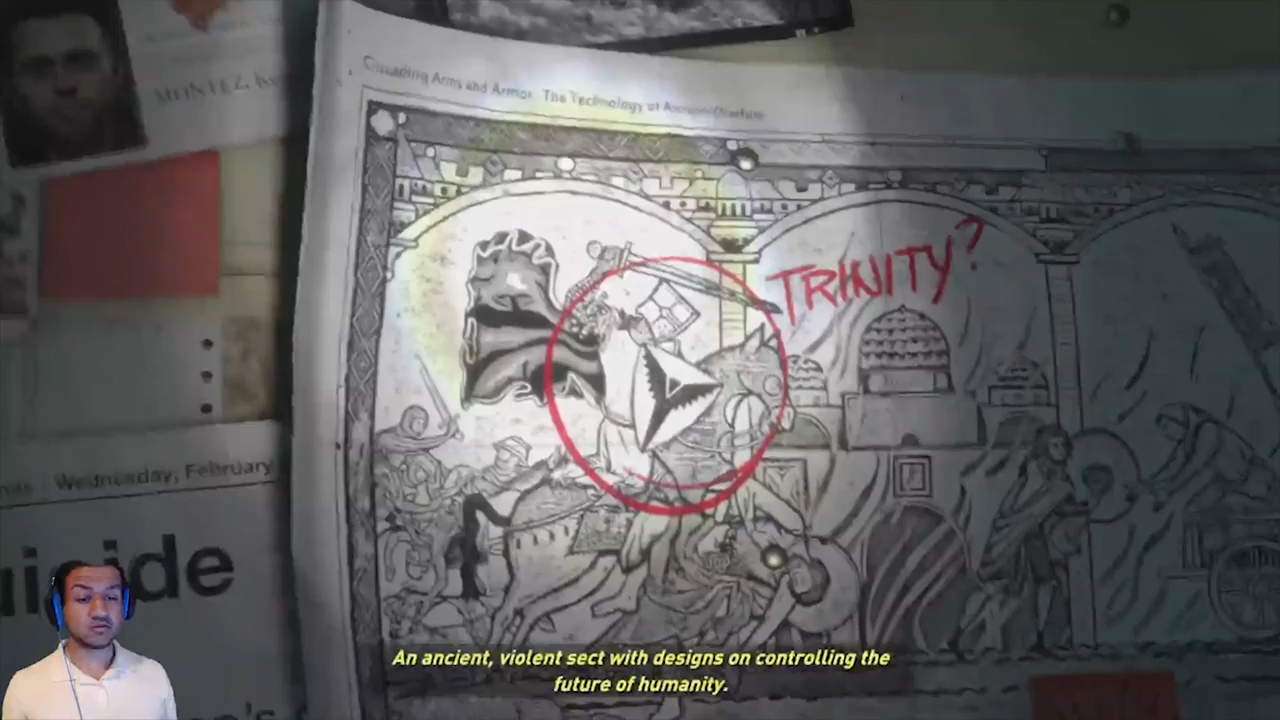 MONTEZ
Crusading Arms and Armor The Technology of Ancient Warfare
TRINITY?
Wednesday, February
uicide
An ancient, violent sect with designs on controlling the
future of humanity.